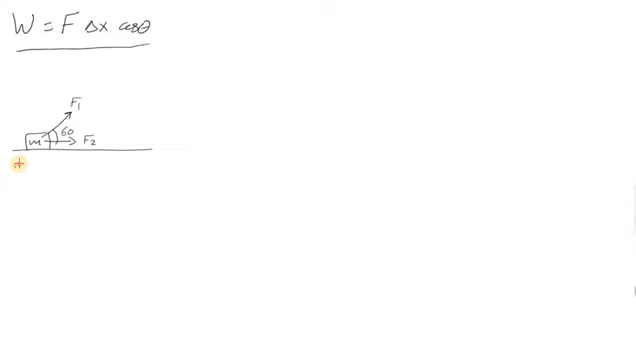 W = F Δx cosθ
F₁
60
m F₂